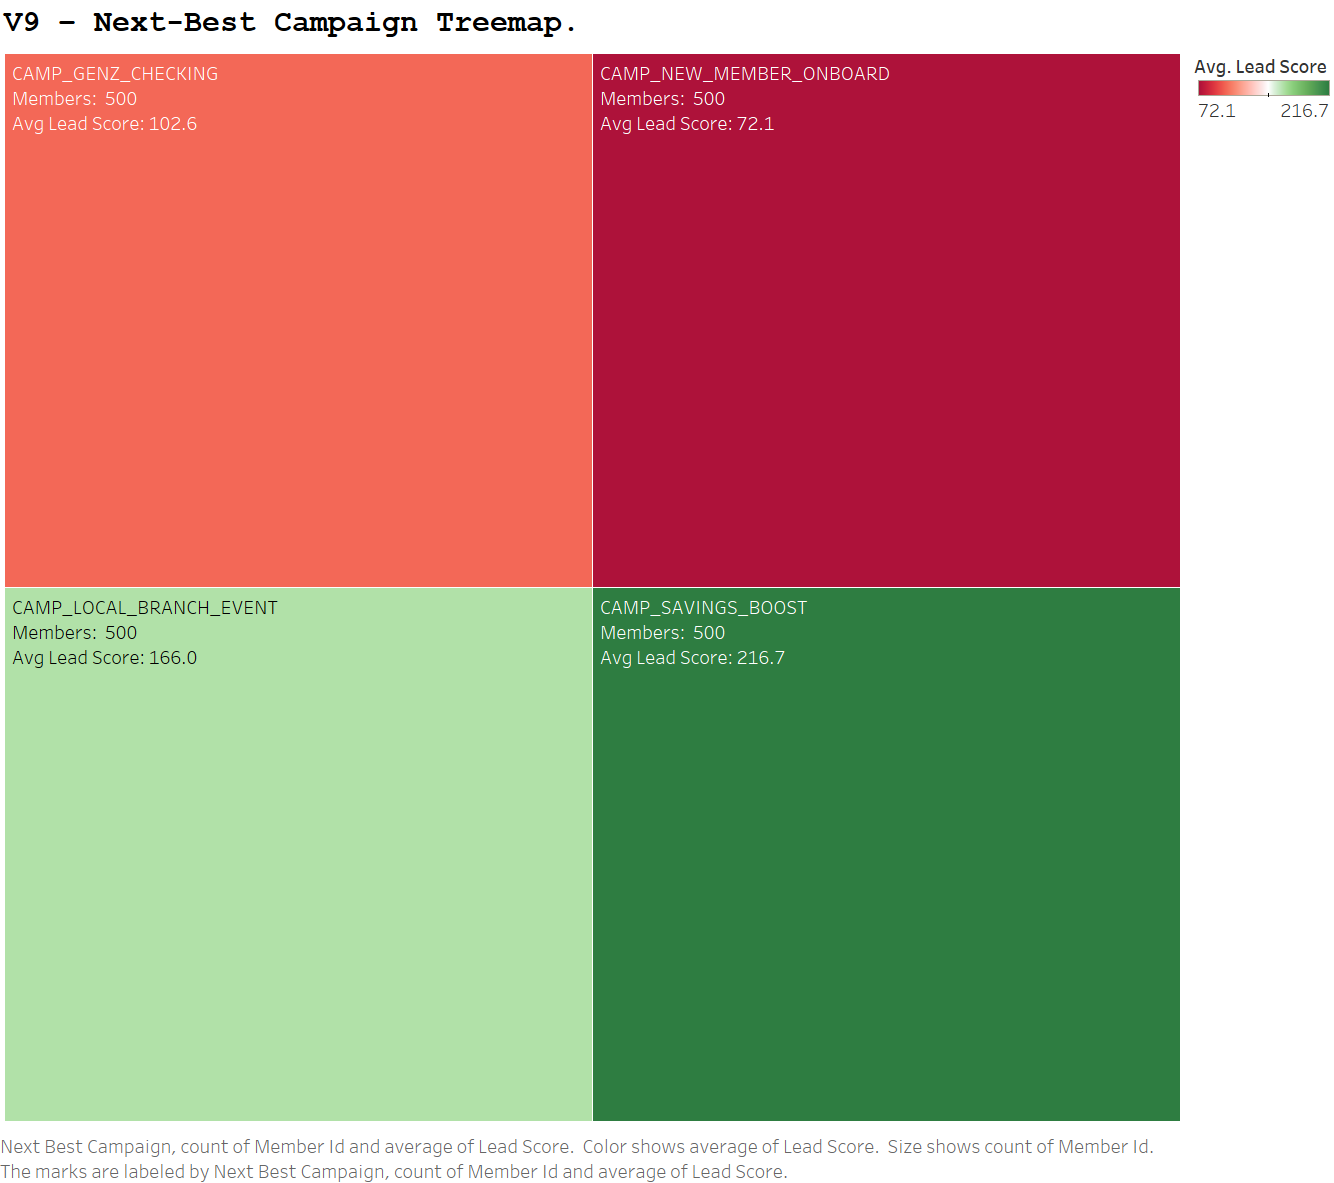 V9 – Next-Best Campaign Treemap.
CAMP_GENZ_CHECKING
Members:  500
Avg Lead Score: 102.6
CAMP_NEW_MEMBER_ONBOARD
Members:  500
Avg Lead Score: 72.1
Avg. Lead Score
72.1 216.7
CAMP_LOCAL_BRANCH_EVENT
Members:  500
Avg Lead Score: 166.0
CAMP_SAVINGS_BOOST
Members:  500
Avg Lead Score: 216.7
Next Best Campaign, count of Member Id and average of Lead Score.  Color shows average of Lead Score.  Size shows count of Member Id.
The marks are labeled by Next Best Campaign, count of Member Id and average of Lead Score.